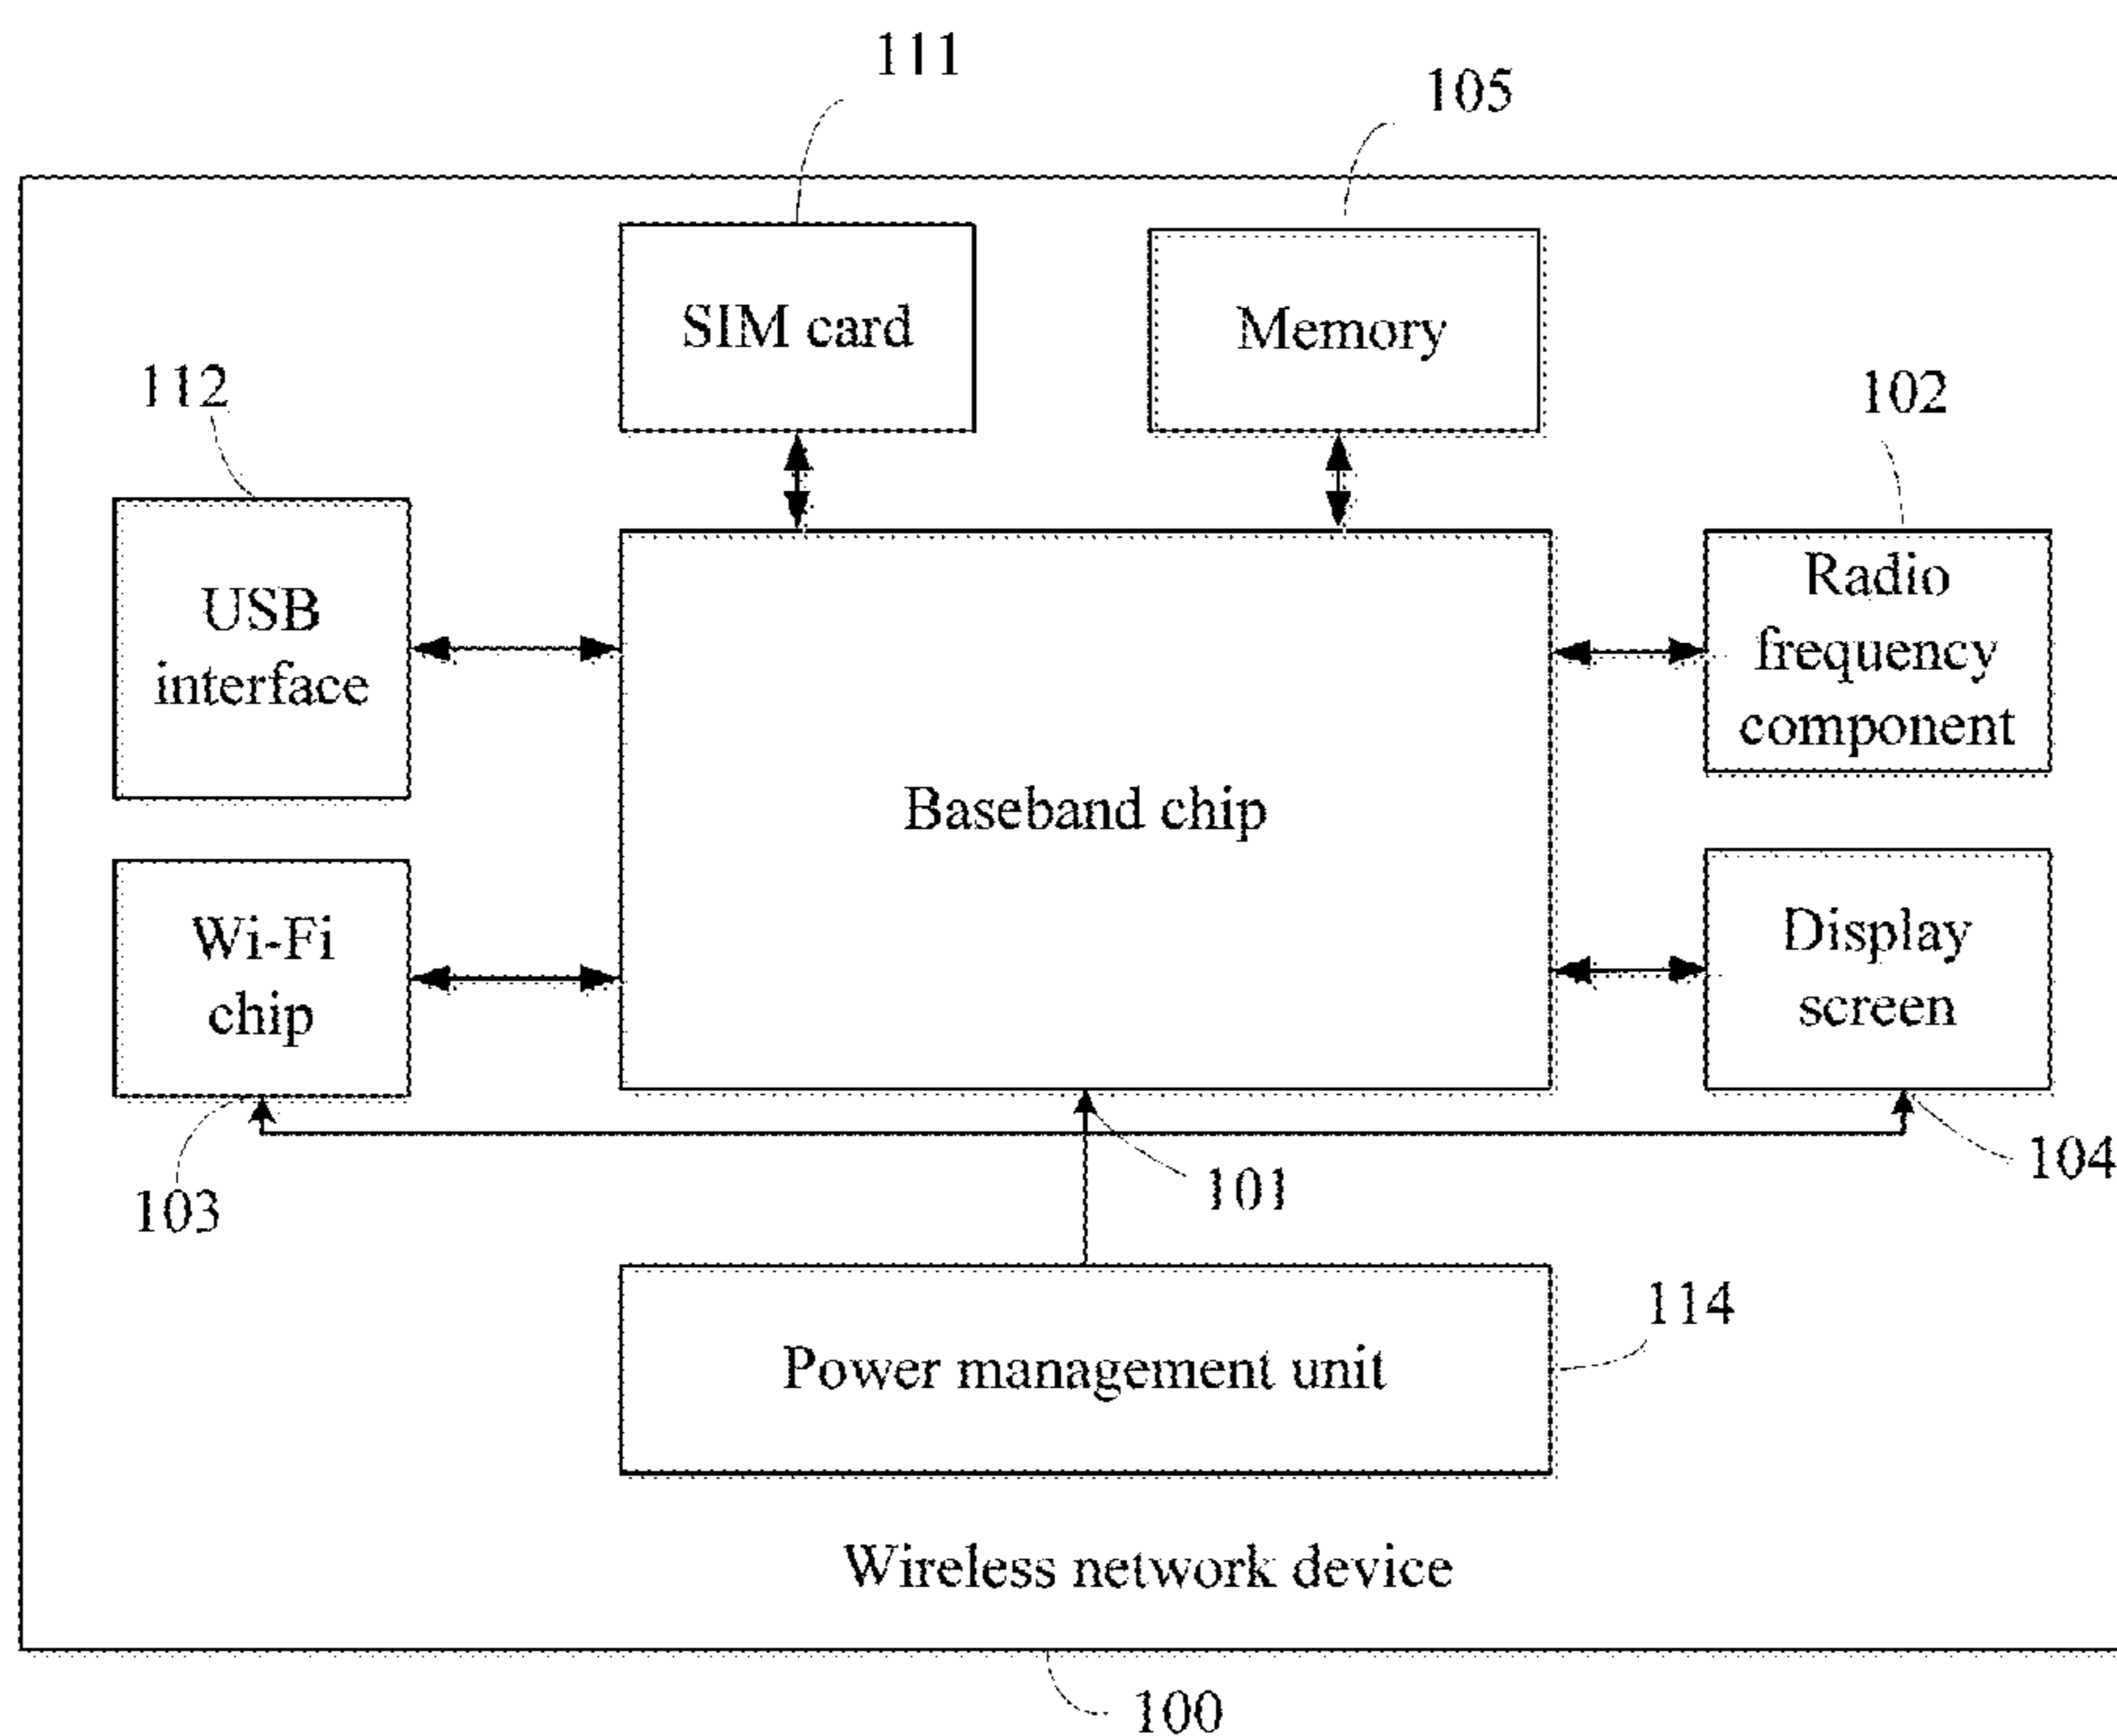 111
105
SIM card
Memory
112
102
USB
interface
Radio
frequency
component
Baseband chip
Wi-Fi
chip
Display
screen
103
101
104
Power management unit
114
Wireless network device
100